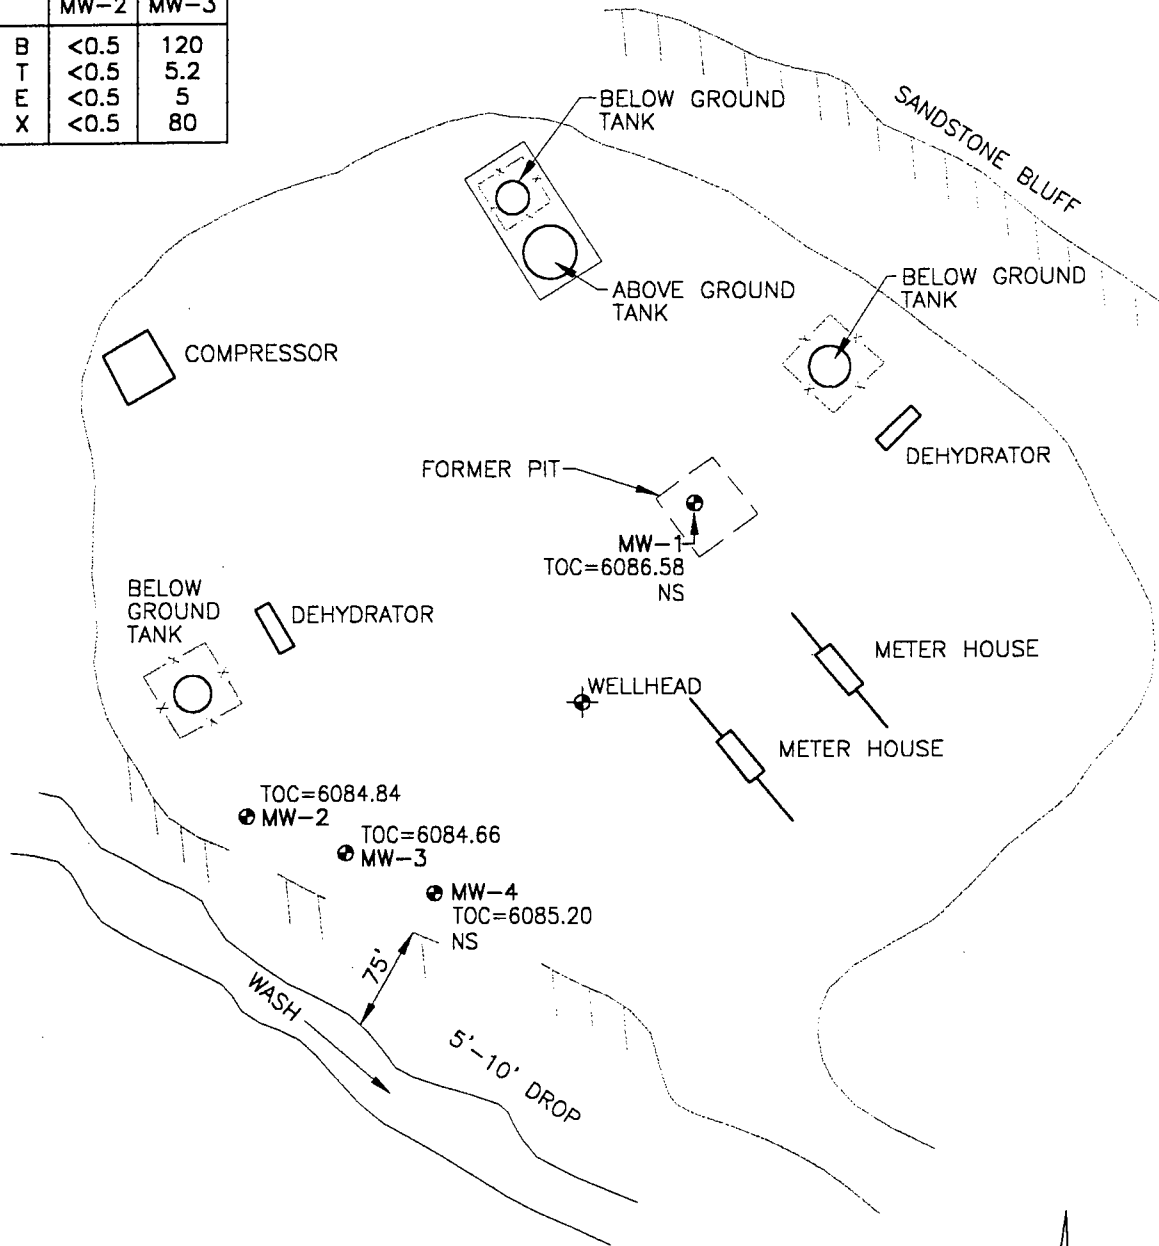 MW-2 MW-3
B <0.5 120
T <0.5 5.2
E <0.5 5
X <0.5 80
BELOW GROUND
TANK
SANDSTONE BLUFF
ABOVE GROUND
TANK
BELOW GROUND
TANK
COMPRESSOR
DEHYDRATOR
FORMER PIT
MW-1
TOC=6086.58
NS
BELOW
GROUND
TANK
DEHYDRATOR
METER HOUSE
WELLHEAD
METER HOUSE
TOC=6084.84
MW-2
TOC=6084.66
MW-3
MW-4
TOC=6085.20
NS
75'
WASH
5'-10' DROP